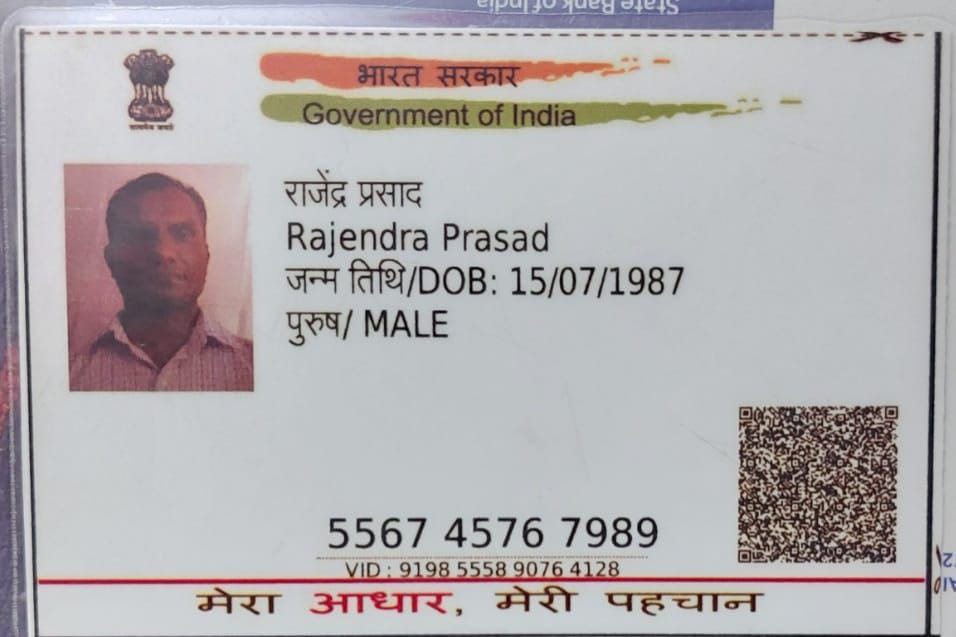 State Bank of India
भारत सरकार
Government of India
सत्यमेव जयते
राजेंद्र प्रसाद
Rajendra Prasad
जन्म तिथि/DOB: 15/07/1987
पुरुष/ MALE
5567 4576 7989
VID : 9198 5558 9076 4128
मेरा आधार, मेरी पहचान